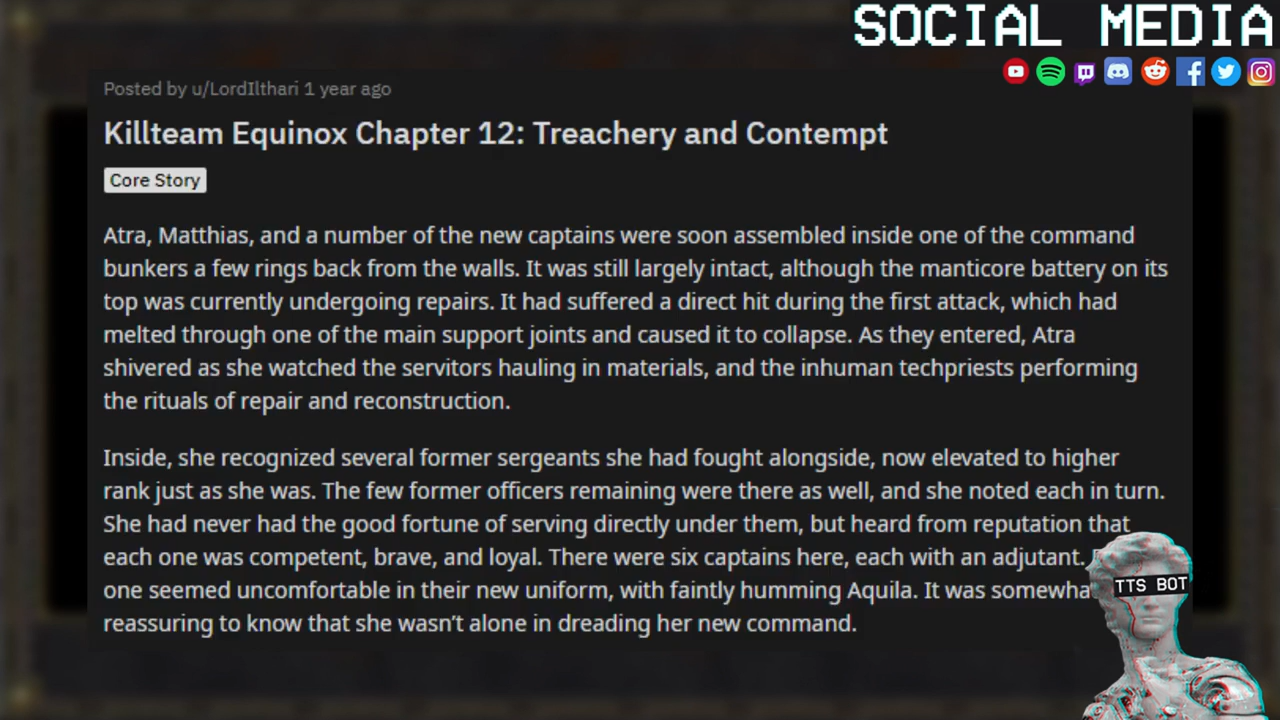 SOCIAL MEDIA
Posted by u/LordIlthari 1 year ago
Killteam Equinox Chapter 12: Treachery and Contempt
Core Story
Atra, Matthias, and a number of the new captains were soon assembled inside one of the command
bunkers a few rings back from the walls. It was still largely intact, although the manticore battery on its
top was currently undergoing repairs. It had suffered a direct hit during the first attack, which had
melted through one of the main support joints and caused it to collapse. As they entered, Atra
shivered as she watched the servitors hauling in materials, and the inhuman techpriests performing
the rituals of repair and reconstruction.
Inside, she recognized several former sergeants she had fought alongside, now elevated to higher
rank just as she was. The few former officers remaining were there as well, and she noted each in turn.
She had never had the good fortune of serving directly under them, but heard from reputation that
each one was competent, brave, and loyal. There were six captains here, each with an adjutant.
one seemed uncomfortable in their new uniform, with faintly humming Aquila. It was
reassuring to know that she wasn't alone in dreading her new command.
TTS BOT